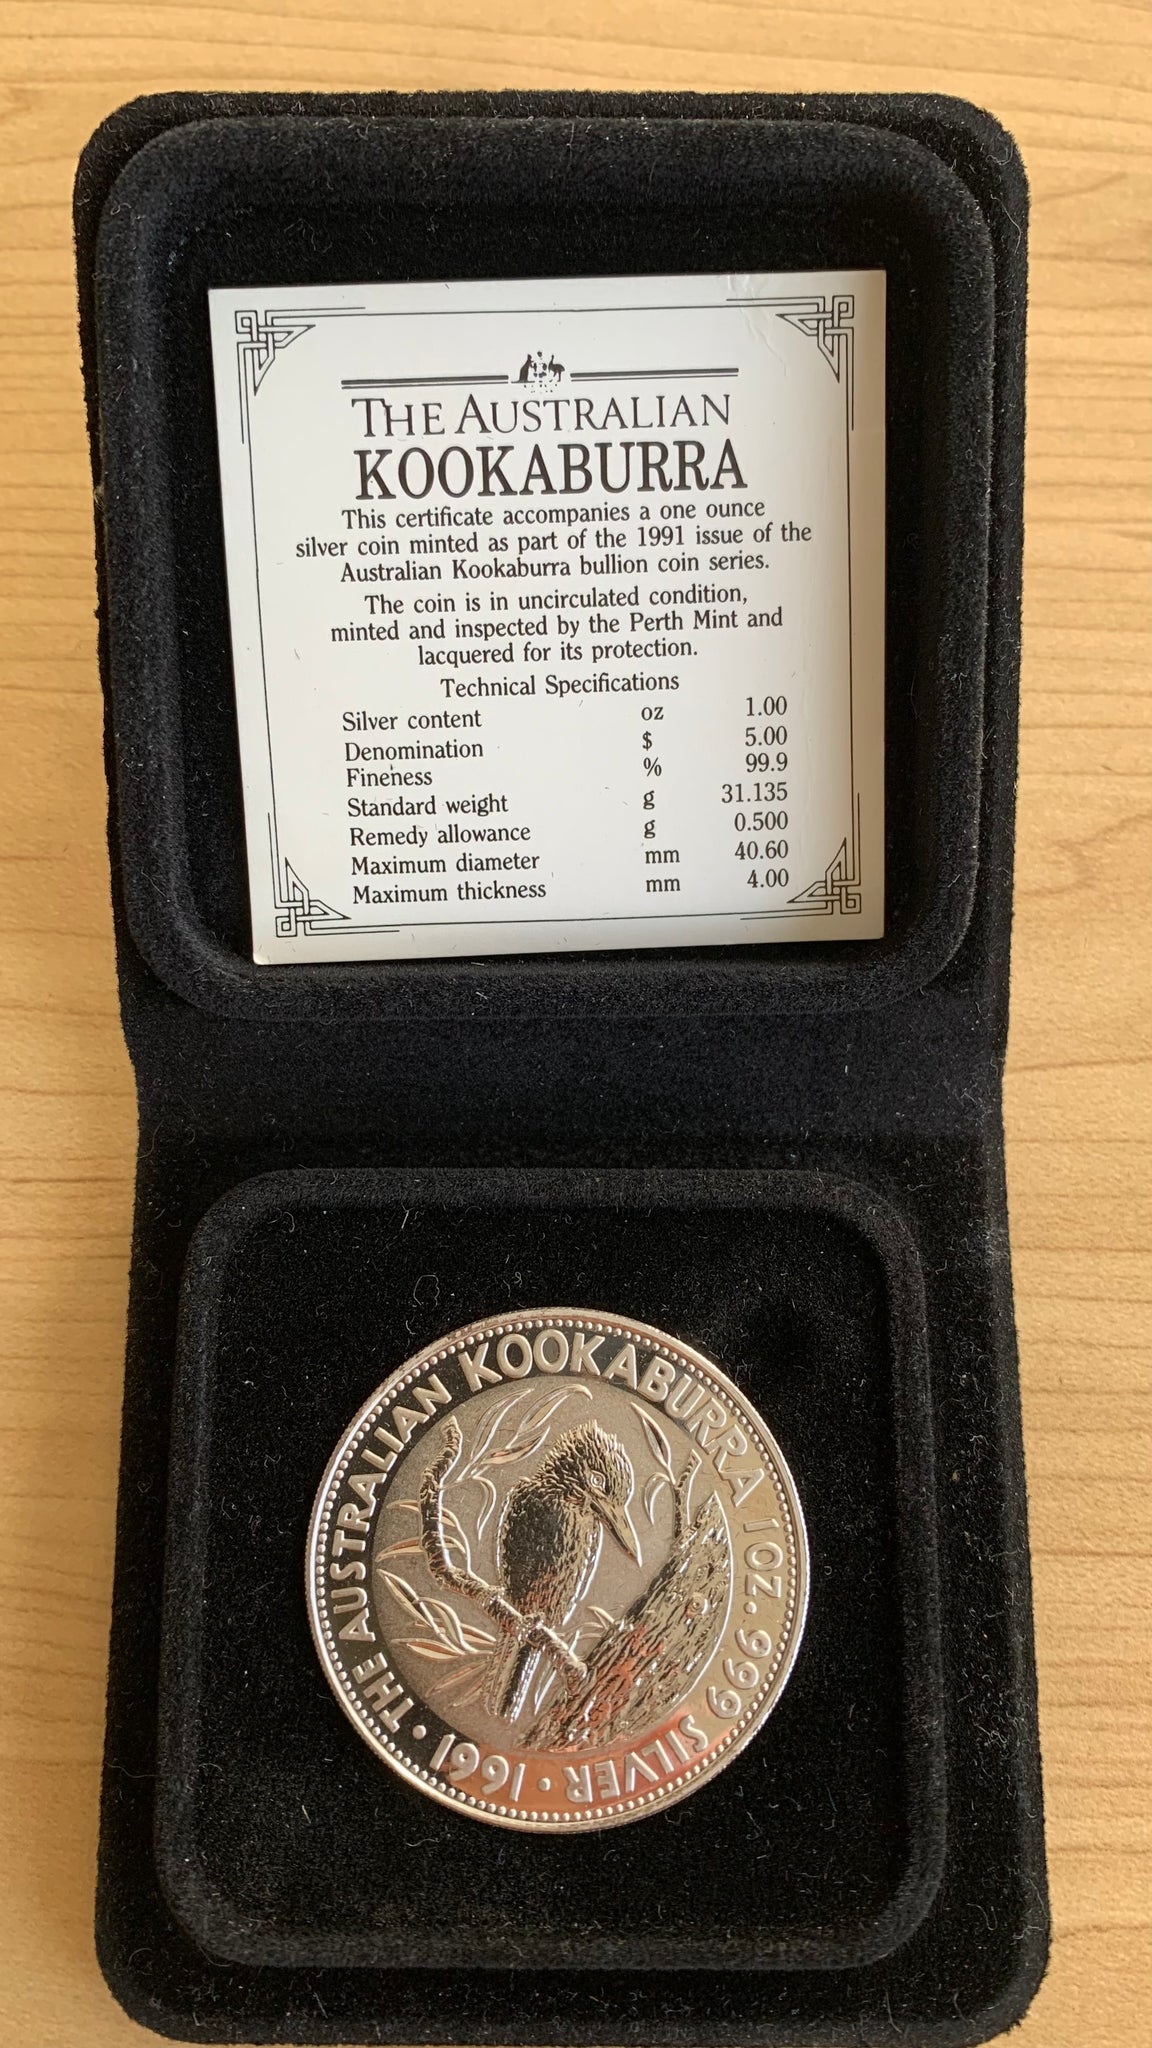 THE AUSTRALIAN
KOOKABURRA
This certificate accompanies a one ounce
silver coin minted as part of the 1991 issue of the
Australian Kookaburra bullion coin series.
The coin is in uncirculated condition,
minted and inspected by the Perth Mint and
lacquered for its protection.
Technical Specifications
Silver content oz 1.00
Denomination $ 5.00
Fineness % 99.9
Standard weight g 31.135
Remedy allowance g 0.500
Maximum diameter mm 40.60
Maximum thickness mm 4.00
• THE AUSTRALIAN KOOKABURRA 1 OZ. 999 SILVER • 1991